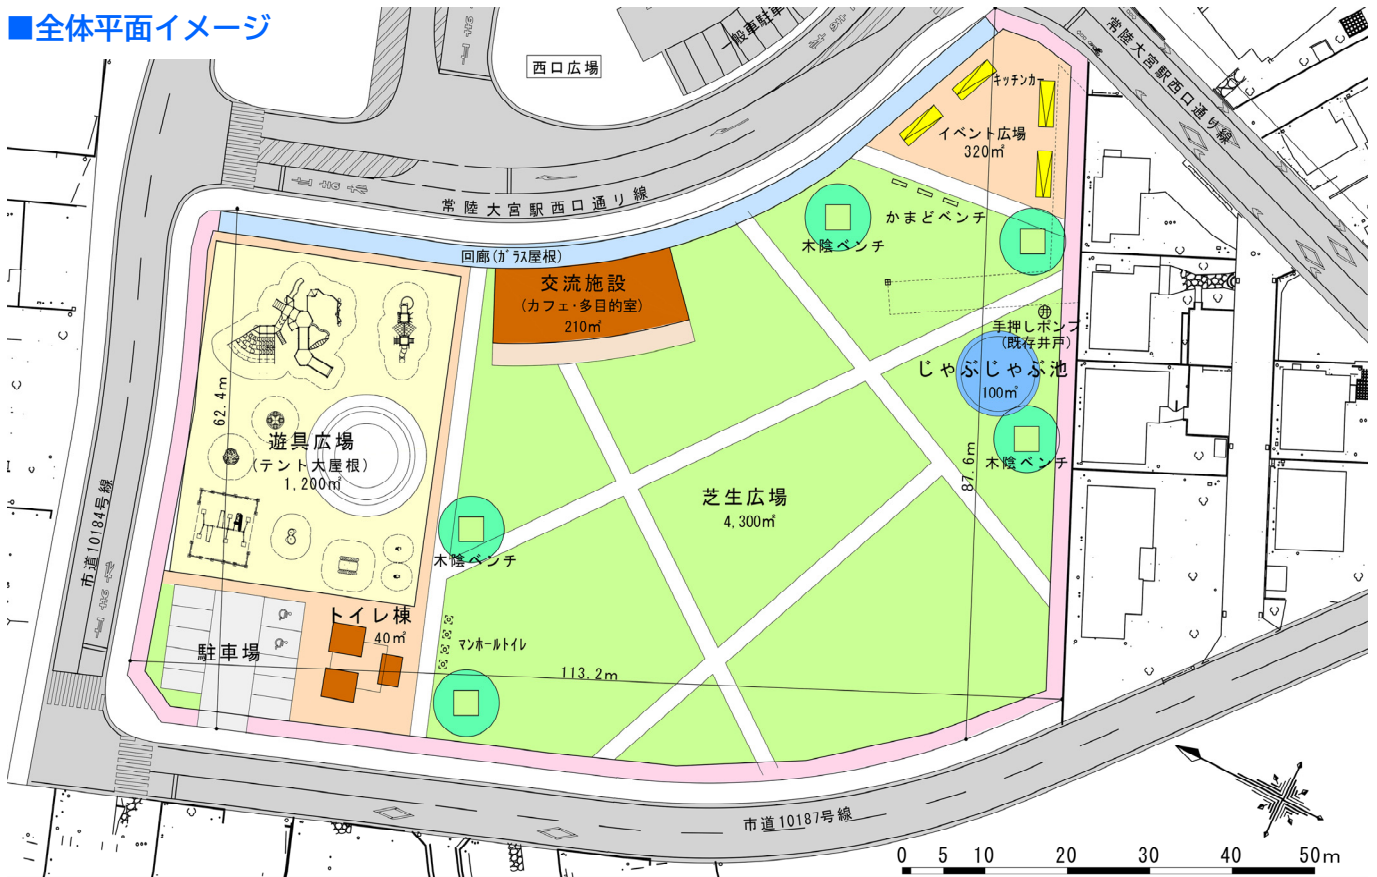 ■全体平面イメージ
西口広場
一般車駐車
常陸大宮駅西口通り線
キッチンカー
イベント広場
320㎡
常陸大宮駅西口通り線
かまどベンチ
木陰ベンチ
回廊(ガラス屋根)
交流施設
(カフェ・多目的室)
210㎡
手押しポンプ
(既存井戸)
じゃぶじゃぶ池
100㎡
62.4m
遊具広場
(テント大屋根)
1,200㎡
木陰ベンチ
87.6m
芝生広場
4,300㎡
市道10184号線
木陰ベンチ
トイレ棟
40㎡
マンホールトイレ
駐車場
113.2m
市道10187号線
0 5 10 20 30 40 50m